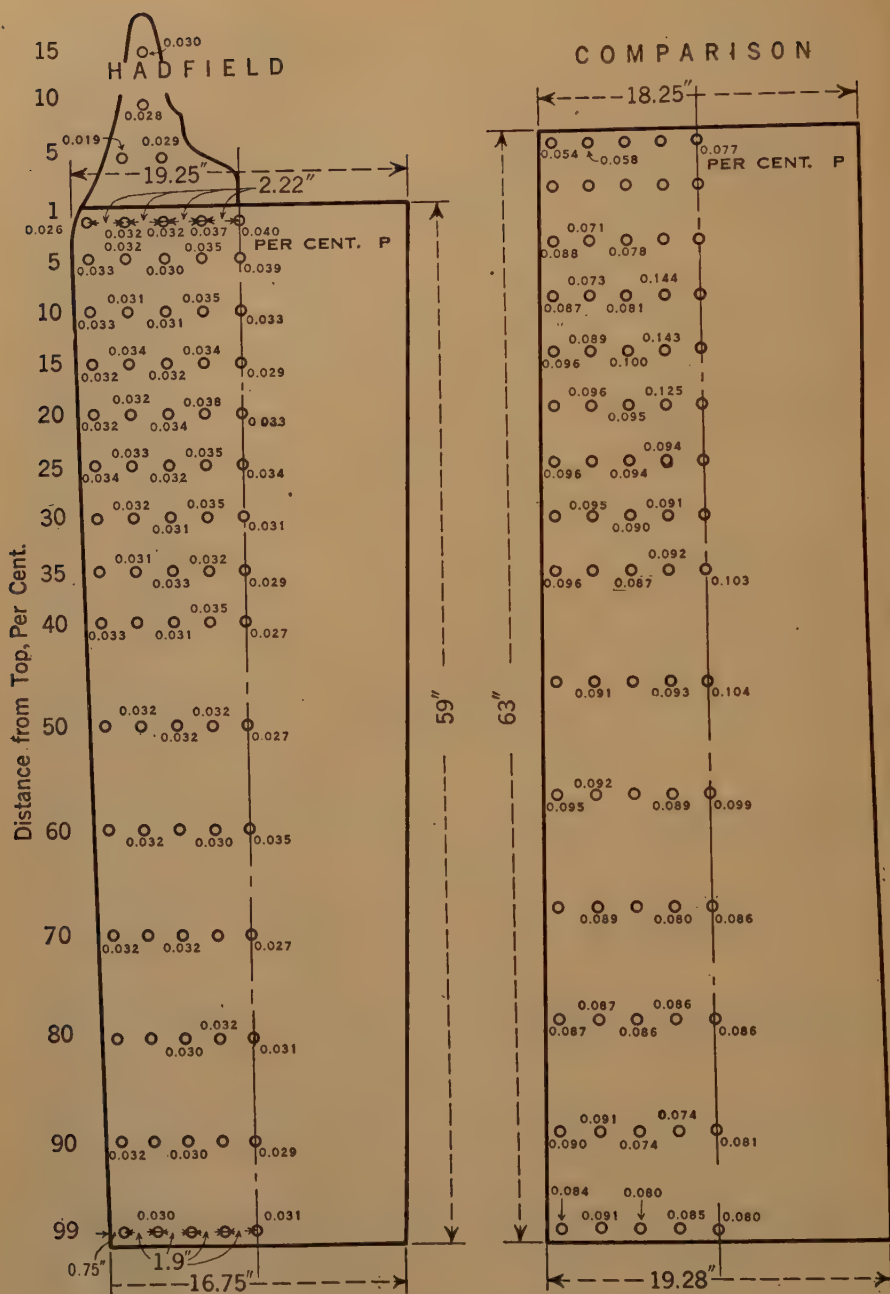 15 0.030
HADFIELD
10 0.028
0.019 0.029
5
19.25"
2.22"
1
0.026 0.032 0.032 0.037 0.040
PER CENT. P
0.032 0.035
5
0.033 0.030 0.039
0.031 0.035
10
0.033 0.031 0.033
0.034 0.034
15
0.032 0.032 0.029
0.032 0.038
20
0.032 0.034 0.033
0.033 0.035
25
0.034 0.032 0.034
0.032 0.035
30
0.031 0.031
0.031 0.032
35
0.033 0.029
0.035
40
0.033 0.031 0.027
0.032 0.032
50
0.032 0.027
60
0.032 0.030 0.035
70
0.032 0.032 0.027
0.032
80
0.030 0.031
90
0.032 0.030 0.029
0.030 0.031
99
0.75" 1.9"
16.75"
Distance from Top, Per Cent.
59"
COMPARISON
18.25"
0.077
0.054 0.058
PER CENT. P
0.071
0.088 0.078
0.073 0.144
0.087 0.081
0.089 0.143
0.096 0.100
0.096 0.125
0.095
0.094
0.096 0.094
0.095 0.091
0.090
0.092
0.096 0.087 0.103
0.091 0.093 0.104
0.092
0.095 0.089 0.099
0.089 0.080 0.086
0.087 0.086
0.087 0.086 0.086
0.091 0.074
0.090 0.074 0.081
0.084 0.080
0.091 0.085 0.080
63"
19.28"